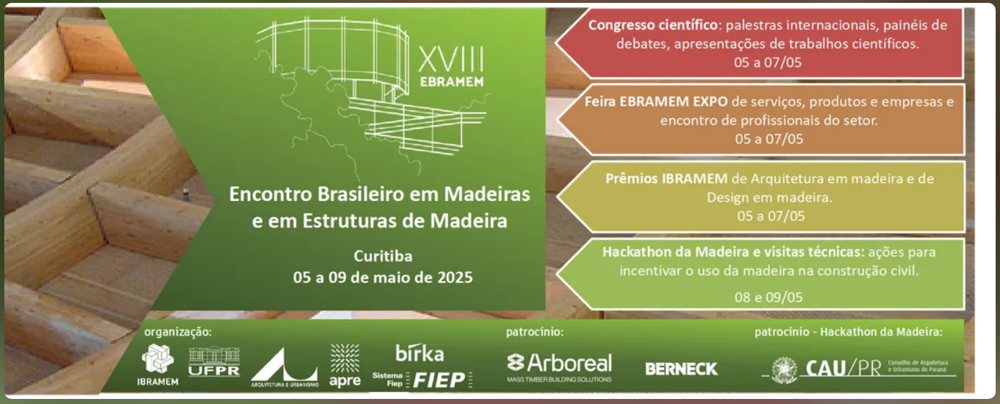 XVIII
EBRAMEM
Encontro Brasileiro em Madeiras
e em Estruturas de Madeira
Curitiba
05 a 09 de maio de 2025
Congresso científico: palestras internacionais, painéis de
debates, apresentações de trabalhos científicos.
05 a 07/05
Feira EBRAMEM EXPO de serviços, produtos e empresas e
encontro de profissionais do setor.
05 a 07/05
Prêmios IBRAMEM de Arquitetura em madeira e de
Design em madeira.
05 a 07/05
Hackathon da Madeira e visitas técnicas: ações para
incentivar o uso da madeira na construção civil.
08 e 09/05
organização:
IBRAMEM
UFPR
AU
ARQUITETURA E URBANISMO
apre
bírka
Sistema
Fiep
FIEP
patrocínio:
Arboreal
MASS TIMBER BUILDING SOLUTIONS
BERNECK
patrocínio - Hackathon da Madeira:
CAU/PR
Conselho de Arquitetura
e Urbanismo do Paraná